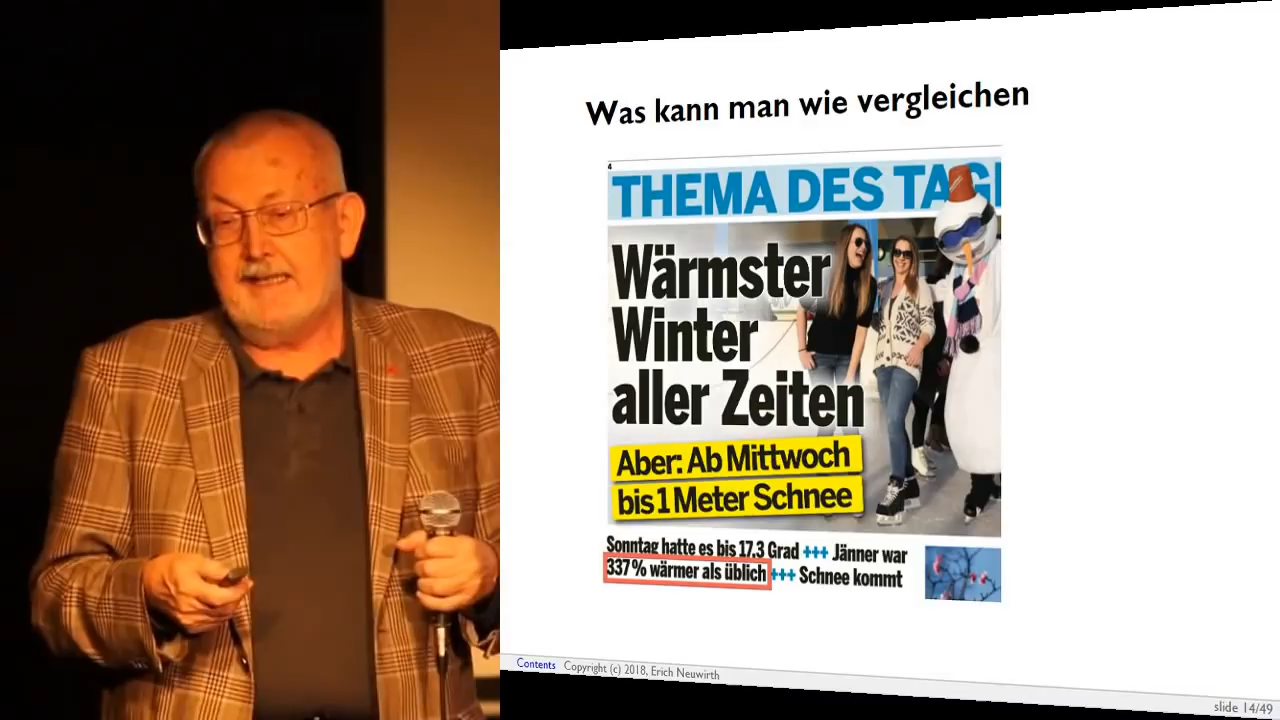 Was kann man wie vergleichen
4
THEMA DES TAGE
Wärmster
Winter
aller Zeiten
Aber: Ab Mittwoch
bis 1 Meter Schnee
Sonntag hatte es bis 17,3 Grad +++ Jänner war
337% wärmer als üblich +++ Schnee kommt
Contents Copyright (c) 2018, Erich Neuwirth
slide 14/49